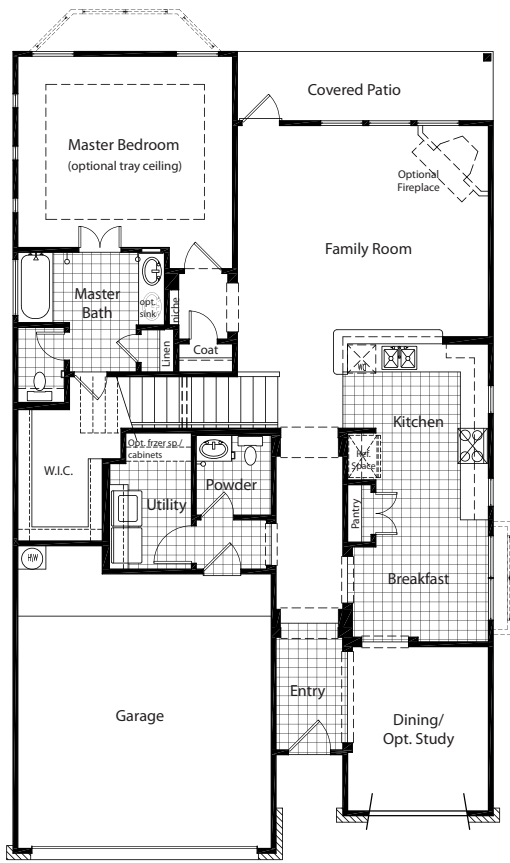 Covered Patio
Master Bedroom
(optional tray ceiling)
Optional
Fireplace
Family Room
Master
Bath
opt.
sink
niche
Linen
Coat
Kitchen
Opt. frzer sp./
cabinets
Ref.
Space
W.I.C.
Powder
Utility
Pantry
H\W
Breakfast
Entry
Garage
Dining/
Opt. Study